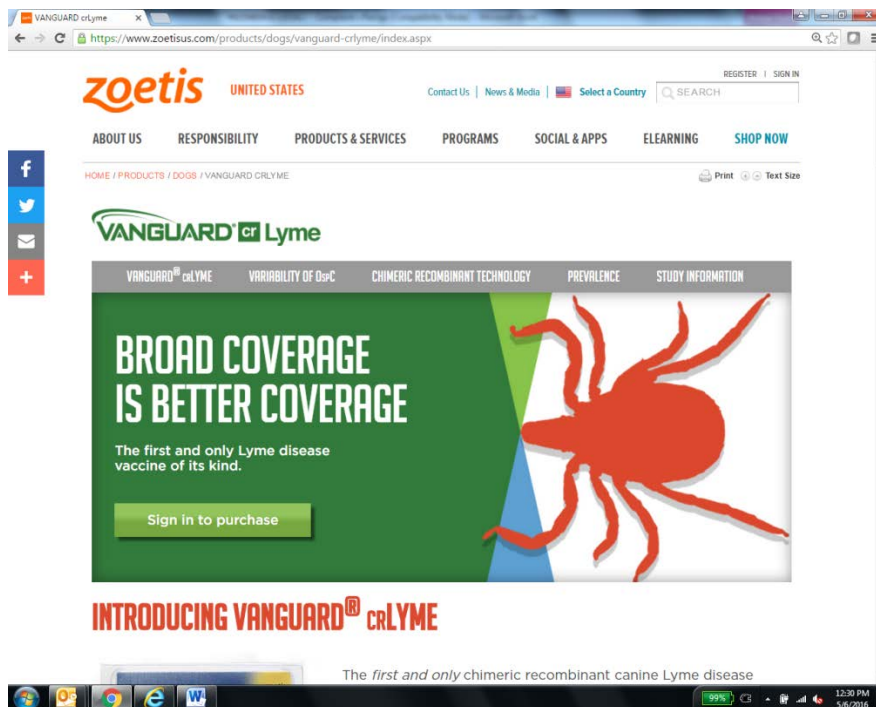 VANGUARD crLyme
https://www.zoetisus.com/products/dogs/vanguard-crlyme/index.aspx
REGISTER | SIGN IN
zoetis UNITED STATES
Contact Us | News & Media | Select a Country SEARCH
ABOUT US RESPONSIBILITY PRODUCTS & SERVICES PROGRAMS SOCIAL & APPS ELEARNING SHOP NOW
HOME / PRODUCTS / DOGS / VANGUARD CRLYME Print Text Size
VANGUARD® cr Lyme
VANGUARD® crLYME VARIABILITY OF OspC CHIMERIC RECOMBINANT TECHNOLOGY PREVALENCE STUDY INFORMATION
BROAD COVERAGE
IS BETTER COVERAGE
The first and only Lyme disease
vaccine of its kind.
Sign in to purchase
INTRODUCING VANGUARD® CRLYME
The first and only chimeric recombinant canine Lyme disease
99% 12:30 PM
5/6/2016